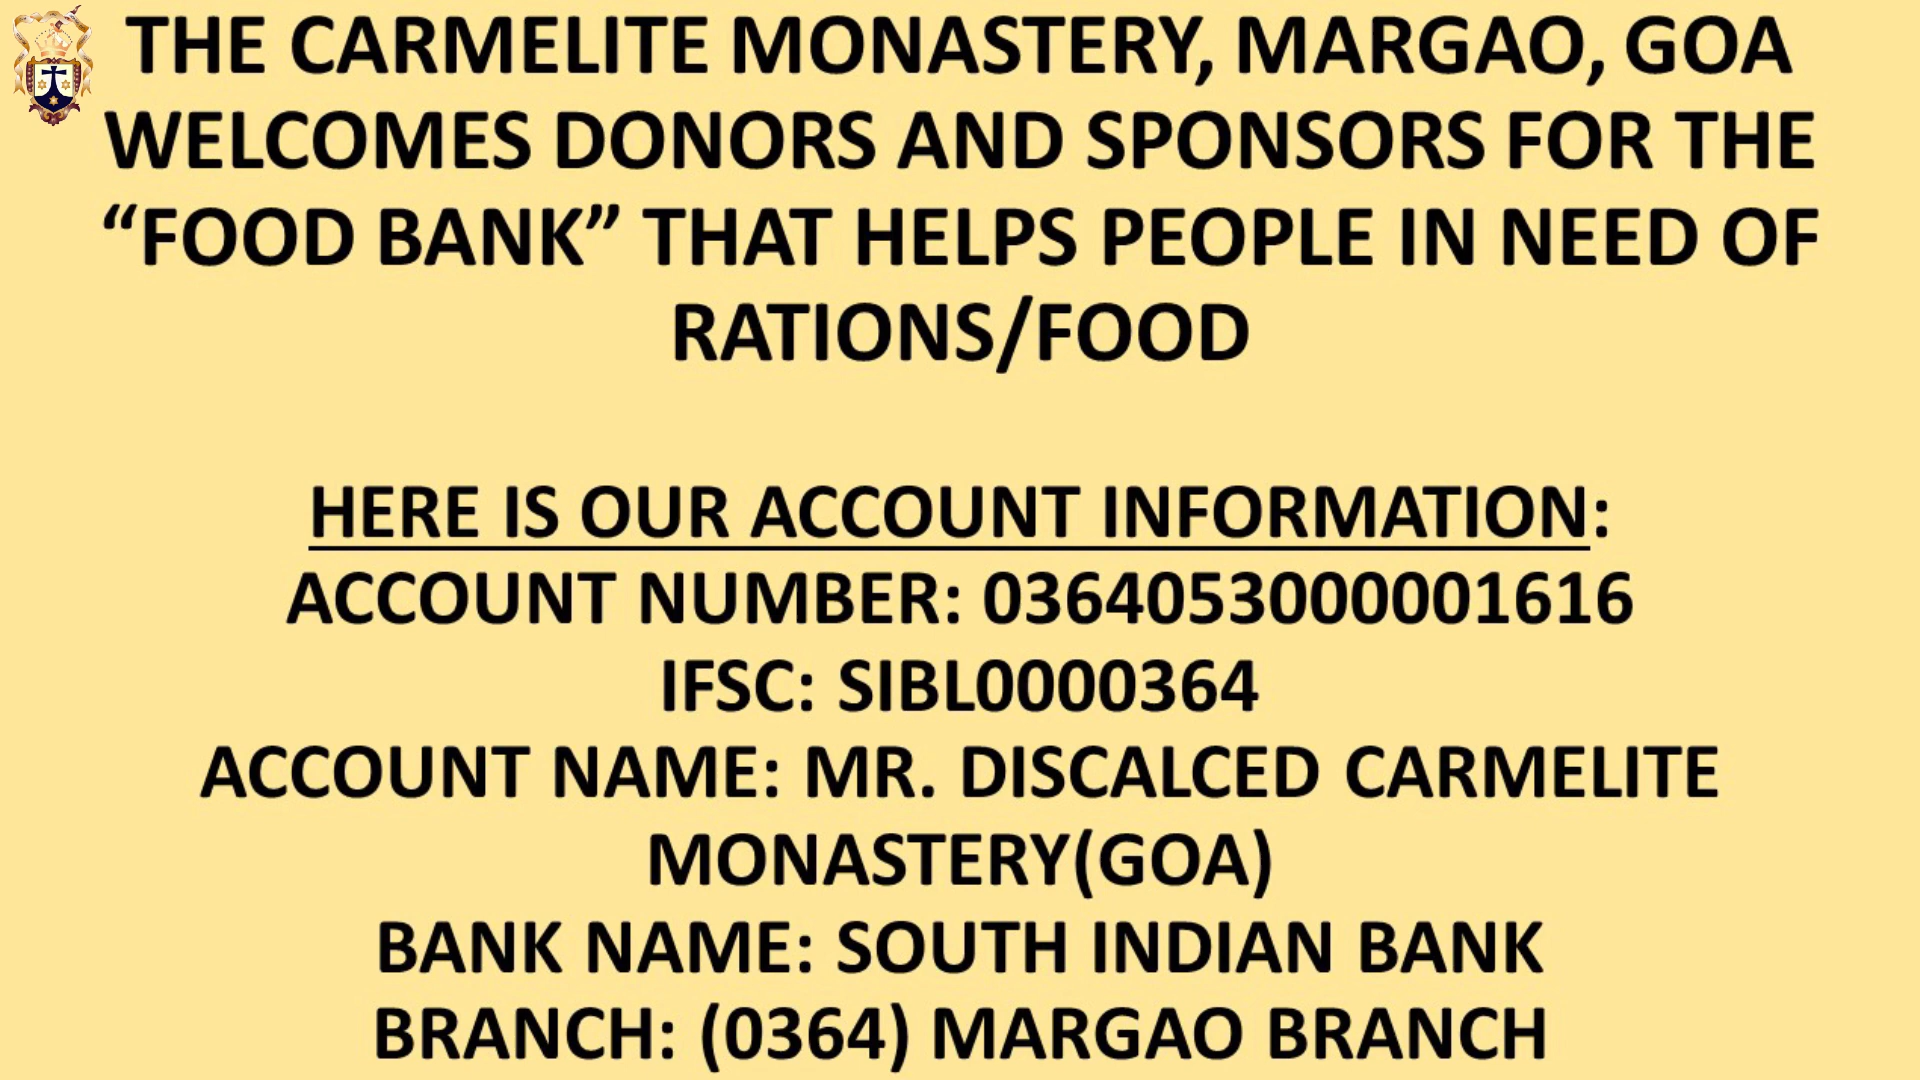 THE CARMELITE MONASTERY, MARGAO, GOA
WELCOMES DONORS AND SPONSORS FOR THE
“FOOD BANK” THAT HELPS PEOPLE IN NEED OF
RATIONS/FOOD
HERE IS OUR ACCOUNT INFORMATION:
ACCOUNT NUMBER: 0364053000001616
IFSC: SIBL0000364
ACCOUNT NAME: MR. DISCALCED CARMELITE
MONASTERY(GOA)
BANK NAME: SOUTH INDIAN BANK
BRANCH: (0364) MARGAO BRANCH